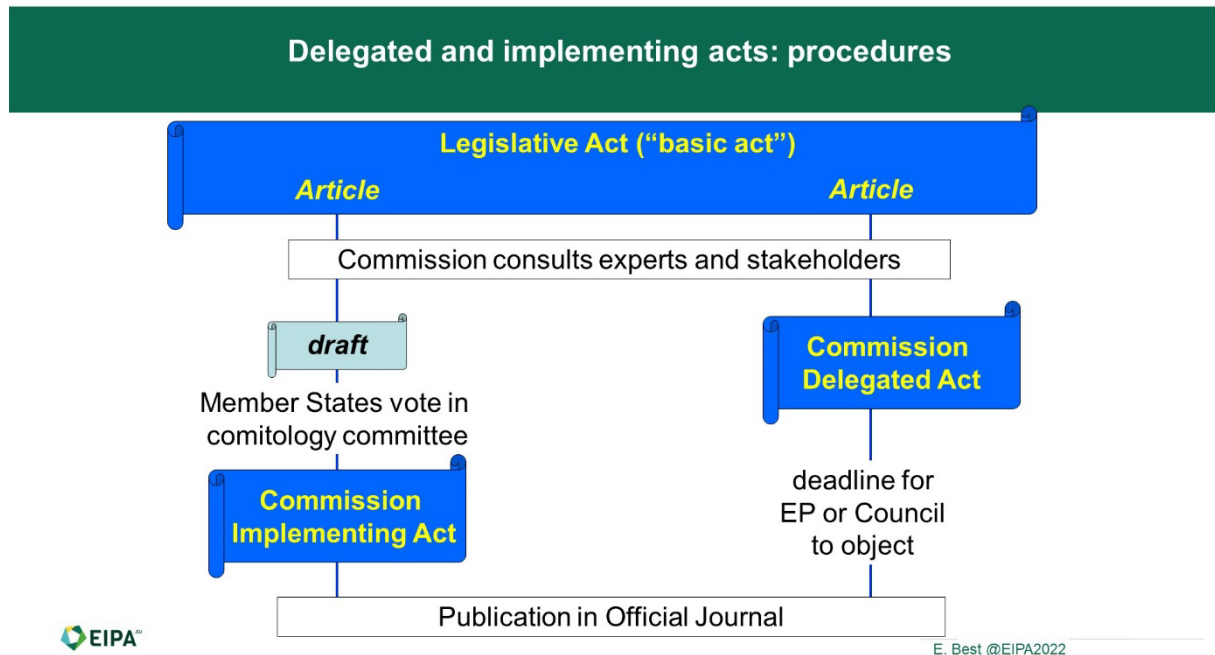 Delegated and implementing acts: procedures
Legislative Act (“basic act”)
Article
Article
Commission consults experts and stakeholders
draft
Member States vote in
comitology committee
Commission
Implementing Act
Commission
Delegated Act
deadline for
EP or Council
to object
Publication in Official Journal
EIPA.EU
E. Best @EIPA2022